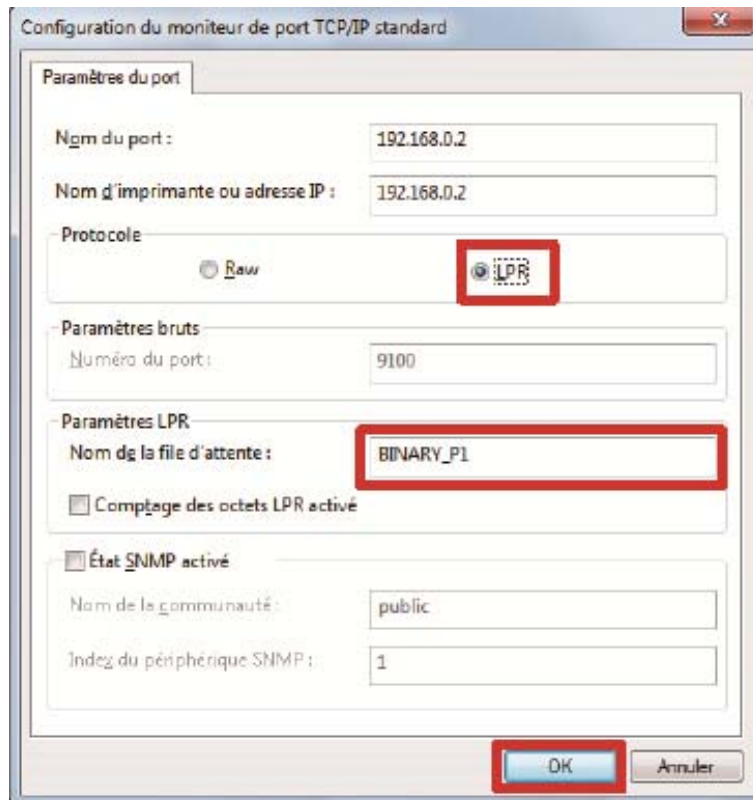 Configuration du moniteur de port TCP/IP standard
Paramètres du port
Nom du port : 192.168.0.2
Nom d'imprimante ou adresse IP : 192.168.0.2
Protocole
Raw LPR
Paramètres bruts
Numéro du port : 9100
Paramètres LPR
Nom de la file d'attente : BINARY_P1
Comptage des octets LPR activé
État SNMP activé
Nom de la communauté : public
Index du périphérique SNMP : 1
OK Annuler